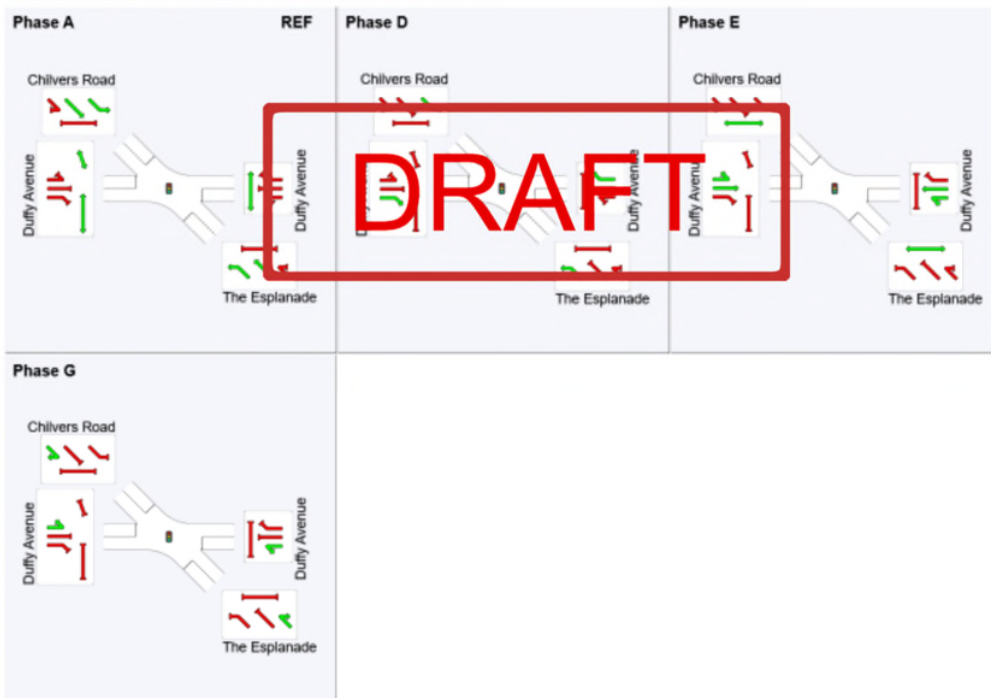 Phase A REF
Phase D
Phase E
Chilvers Road
Chilvers Road
Chilvers Road
Duffy Avenue
Duffy Avenue
DRAFT
Duffy Avenue
Duffy Avenue
Duffy Avenue
The Esplanade
The Esplanade
The Esplanade
Phase G
Chilvers Road
Duffy Avenue
Duffy Avenue
The Esplanade